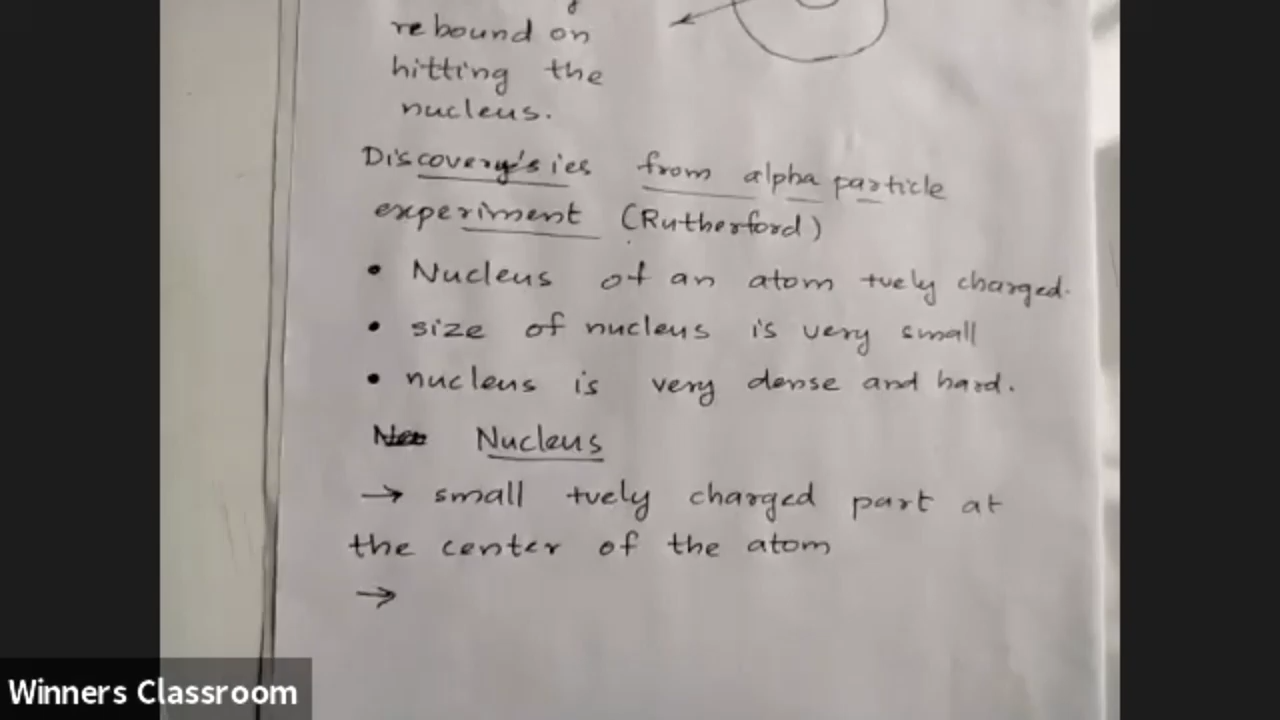 rebound on
hitting the
nucleus.
Discovery's ies from alpha particle
experiment (Rutherford)
• Nucleus of an atom +vely charged.
• size of nucleus is very small
• nucleus is very dense and hard.
Nucleus
→ small +vely charged part at
the center of the atom
→
Winners Classroom